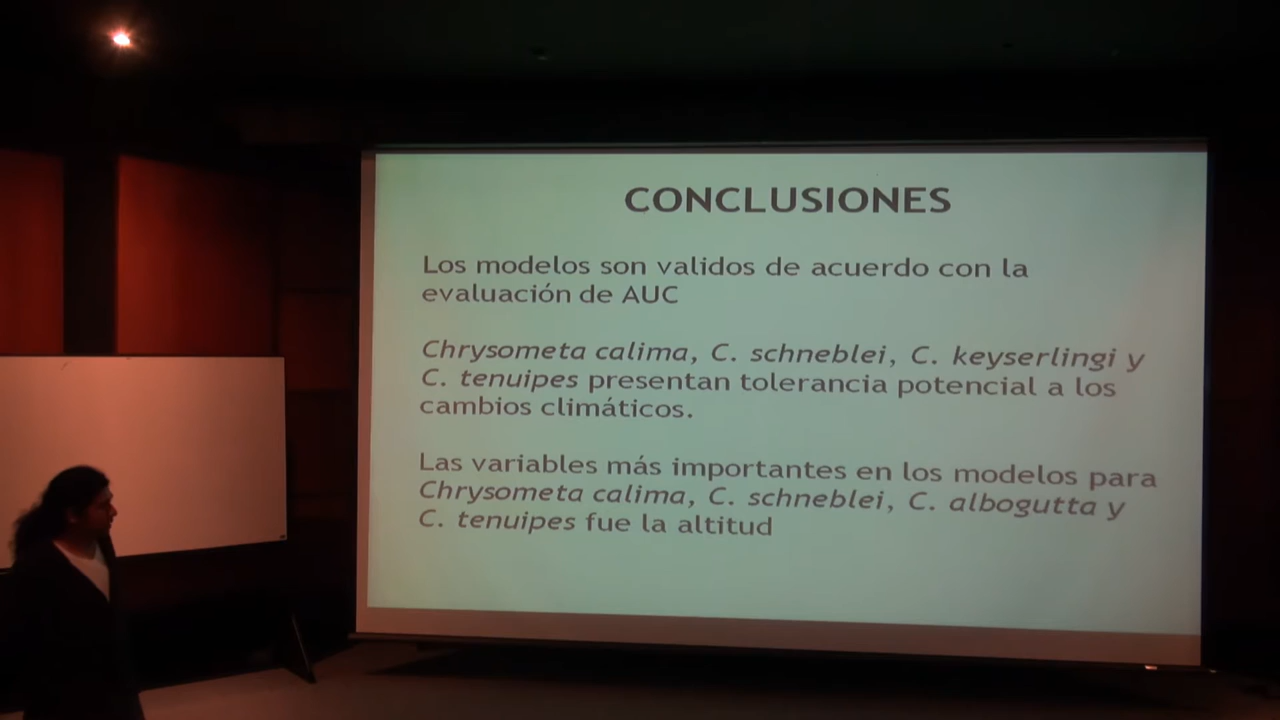 CONCLUSIONES
Los modelos son validos de acuerdo con la
evaluación de AUC
Chrysometa calima, C. schneblei, C. keyserlingi y
C. tenuipes presentan tolerancia potencial a los
cambios climáticos.
Las variables más importantes en los modelos para
Chrysometa calima, C. schneblei, C. albogutta y
C. tenuipes fue la altitud